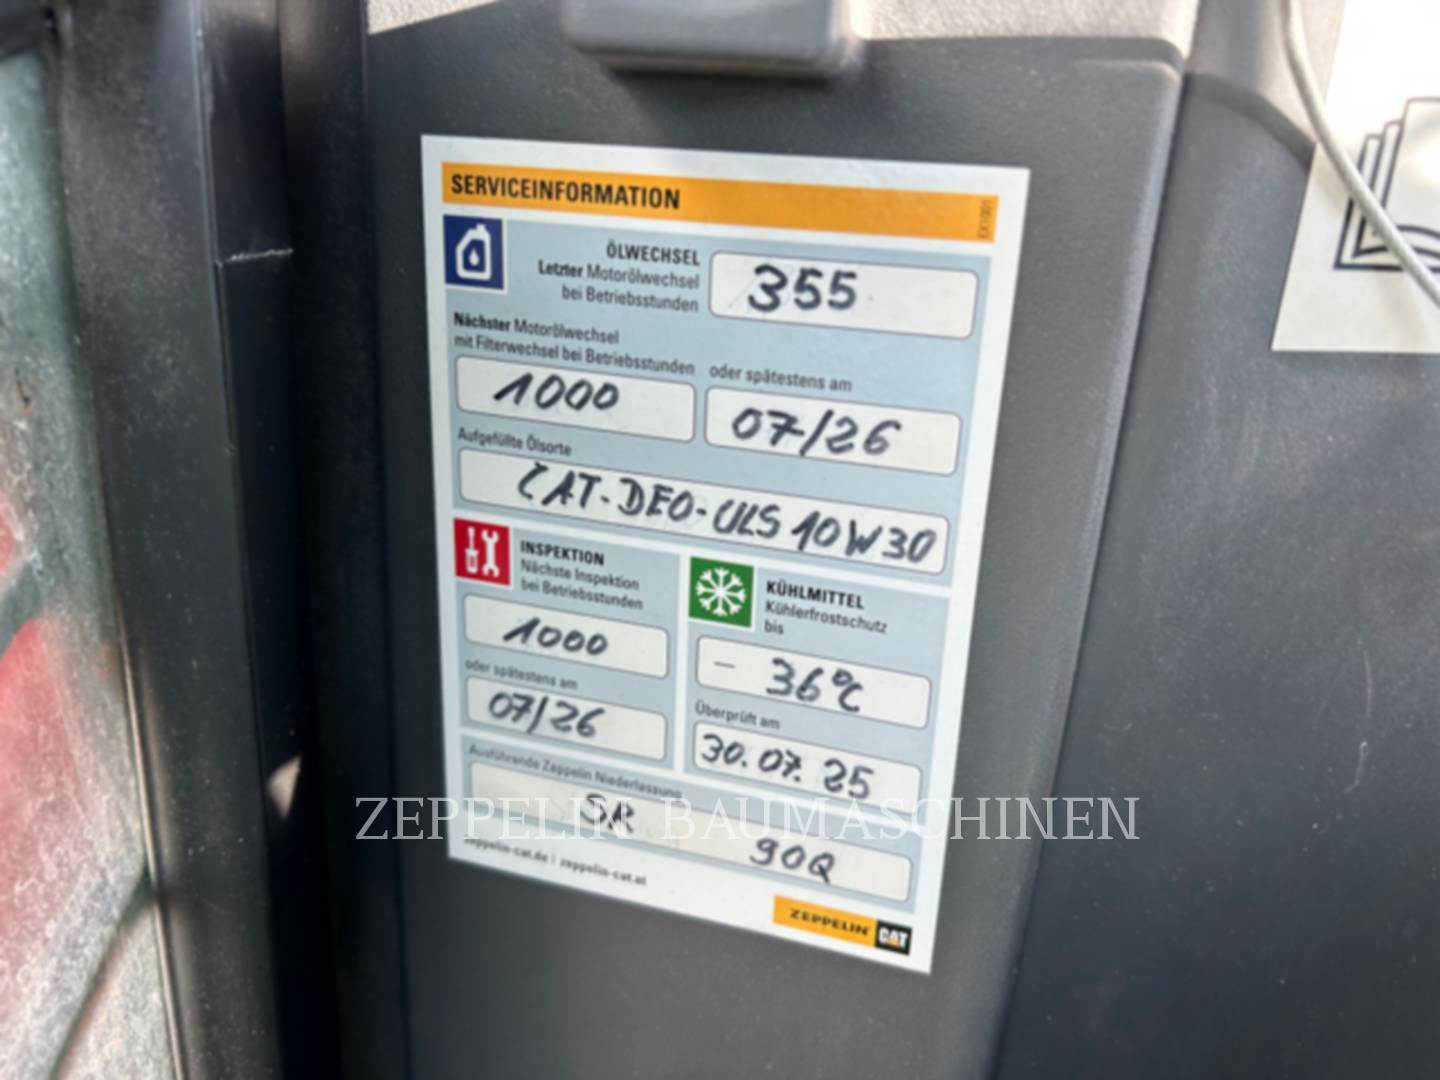 SERVICEINFORMATION
EX1001
ÖLWECHSEL
Letzter Motorölwechsel
bei Betriebsstunden
355
Nächster Motorölwechsel
mit Filterwechsel bei Betriebsstunden
oder spätestens am
1000
07/26
Aufgefüllte Ölsorte
CAT-DEO-ULS 10W30
INSPEKTION
Nächste Inspektion
bei Betriebsstunden
1000
oder spätestens am
07/26
KÜHLMITTEL
Kühlerfrostschutz
bis
- 36°C
Überprüft am
30.07.25
Ausführende Zeppelin Niederlassung
SR
90Q
ZEPPELIN BAUMASCHINEN
zeppelin-cat.de | zeppelin-cat.at
ZEPPELIN CAT